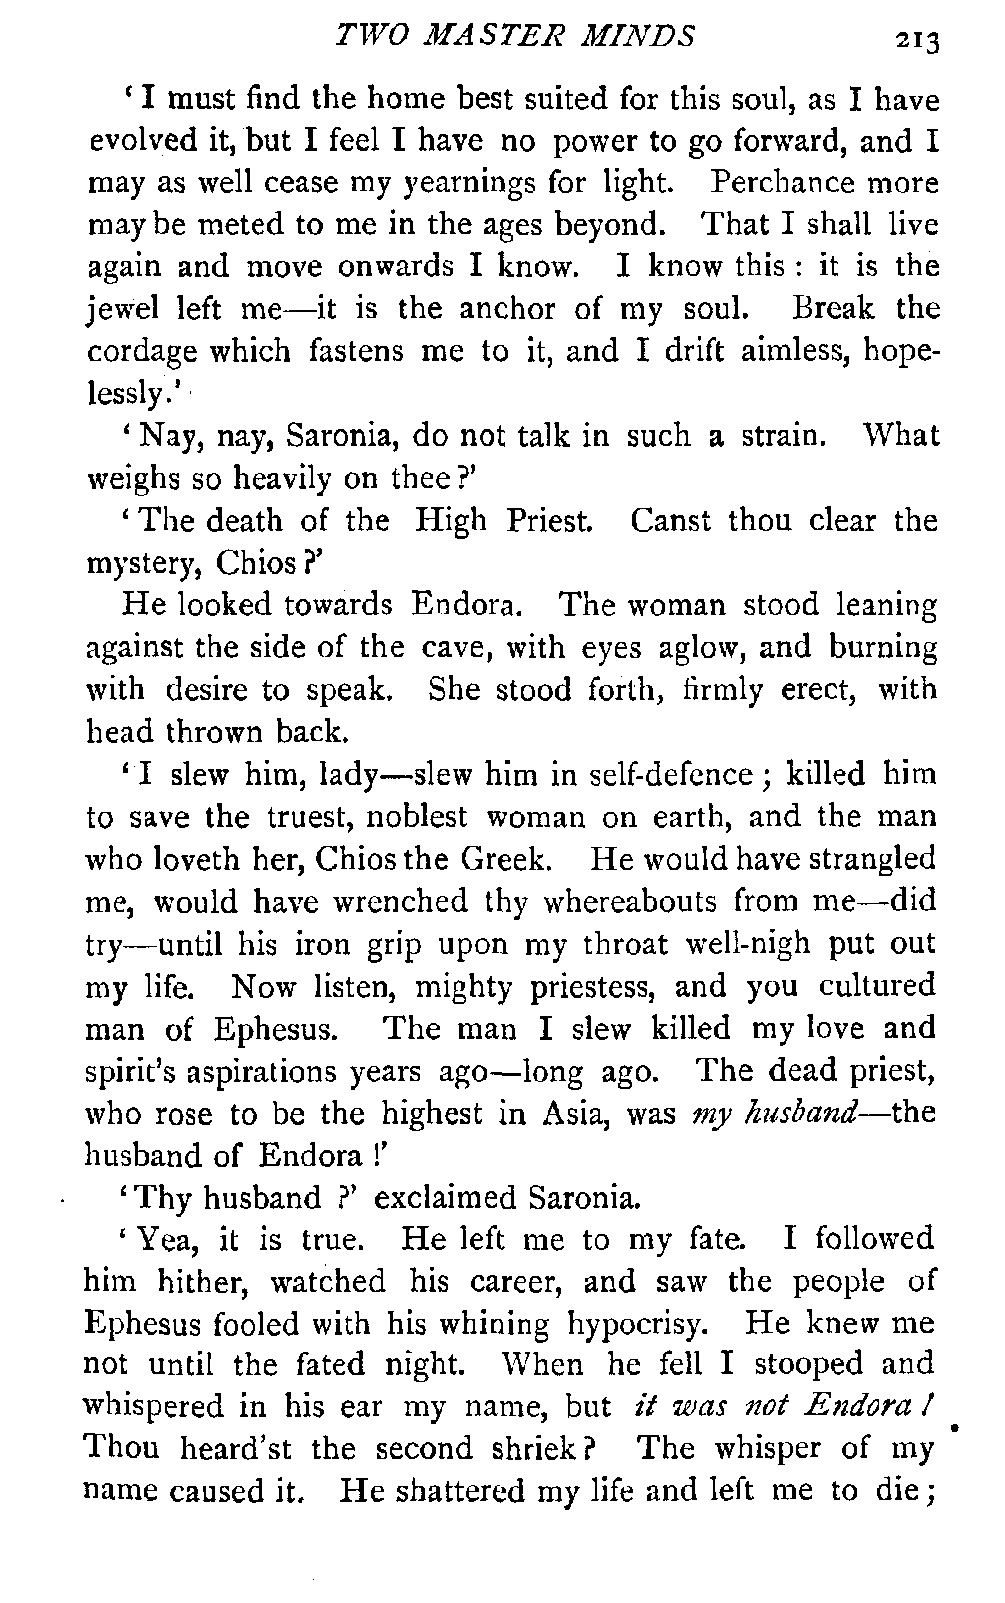 TWO MASTER MINDS 213
‘I must find the home best suited for this soul, as I have
evolved it, but I feel I have no power to go forward, and I
may as well cease my yearnings for light. Perchance more
may be meted to me in the ages beyond. That I shall live
again and move onwards I know. I know this : it is the
jewel left me—it is the anchor of my soul. Break the
cordage which fastens me to it, and I drift aimless, hope-
lessly.’
‘Nay, nay, Saronia, do not talk in such a strain. What
weighs so heavily on thee?’
‘The death of the High Priest. Canst thou clear the
mystery, Chios?’
He looked towards Endora. The woman stood leaning
against the side of the cave, with eyes aglow, and burning
with desire to speak. She stood forth, firmly erect, with
head thrown back.
‘I slew him, lady—slew him in self-defence; killed him
to save the truest, noblest woman on earth, and the man
who loveth her, Chios the Greek. He would have strangled
me, would have wrenched thy whereabouts from me—did
try—until his iron grip upon my throat well-nigh put out
my life. Now listen, mighty priestess, and you cultured
man of Ephesus. The man I slew killed my love and
spirit’s aspirations years ago—long ago. The dead priest,
who rose to be the highest in Asia, was my husband—the
husband of Endora!’
‘Thy husband?’ exclaimed Saronia.
‘Yea, it is true. He left me to my fate. I followed
him hither, watched his career, and saw the people of
Ephesus fooled with his whining hypocrisy. He knew me
not until the fated night. When he fell I stooped and
whispered in his ear my name, but it was not Endora!
Thou heard’st the second shriek? The whisper of my
name caused it. He shattered my life and left me to die;